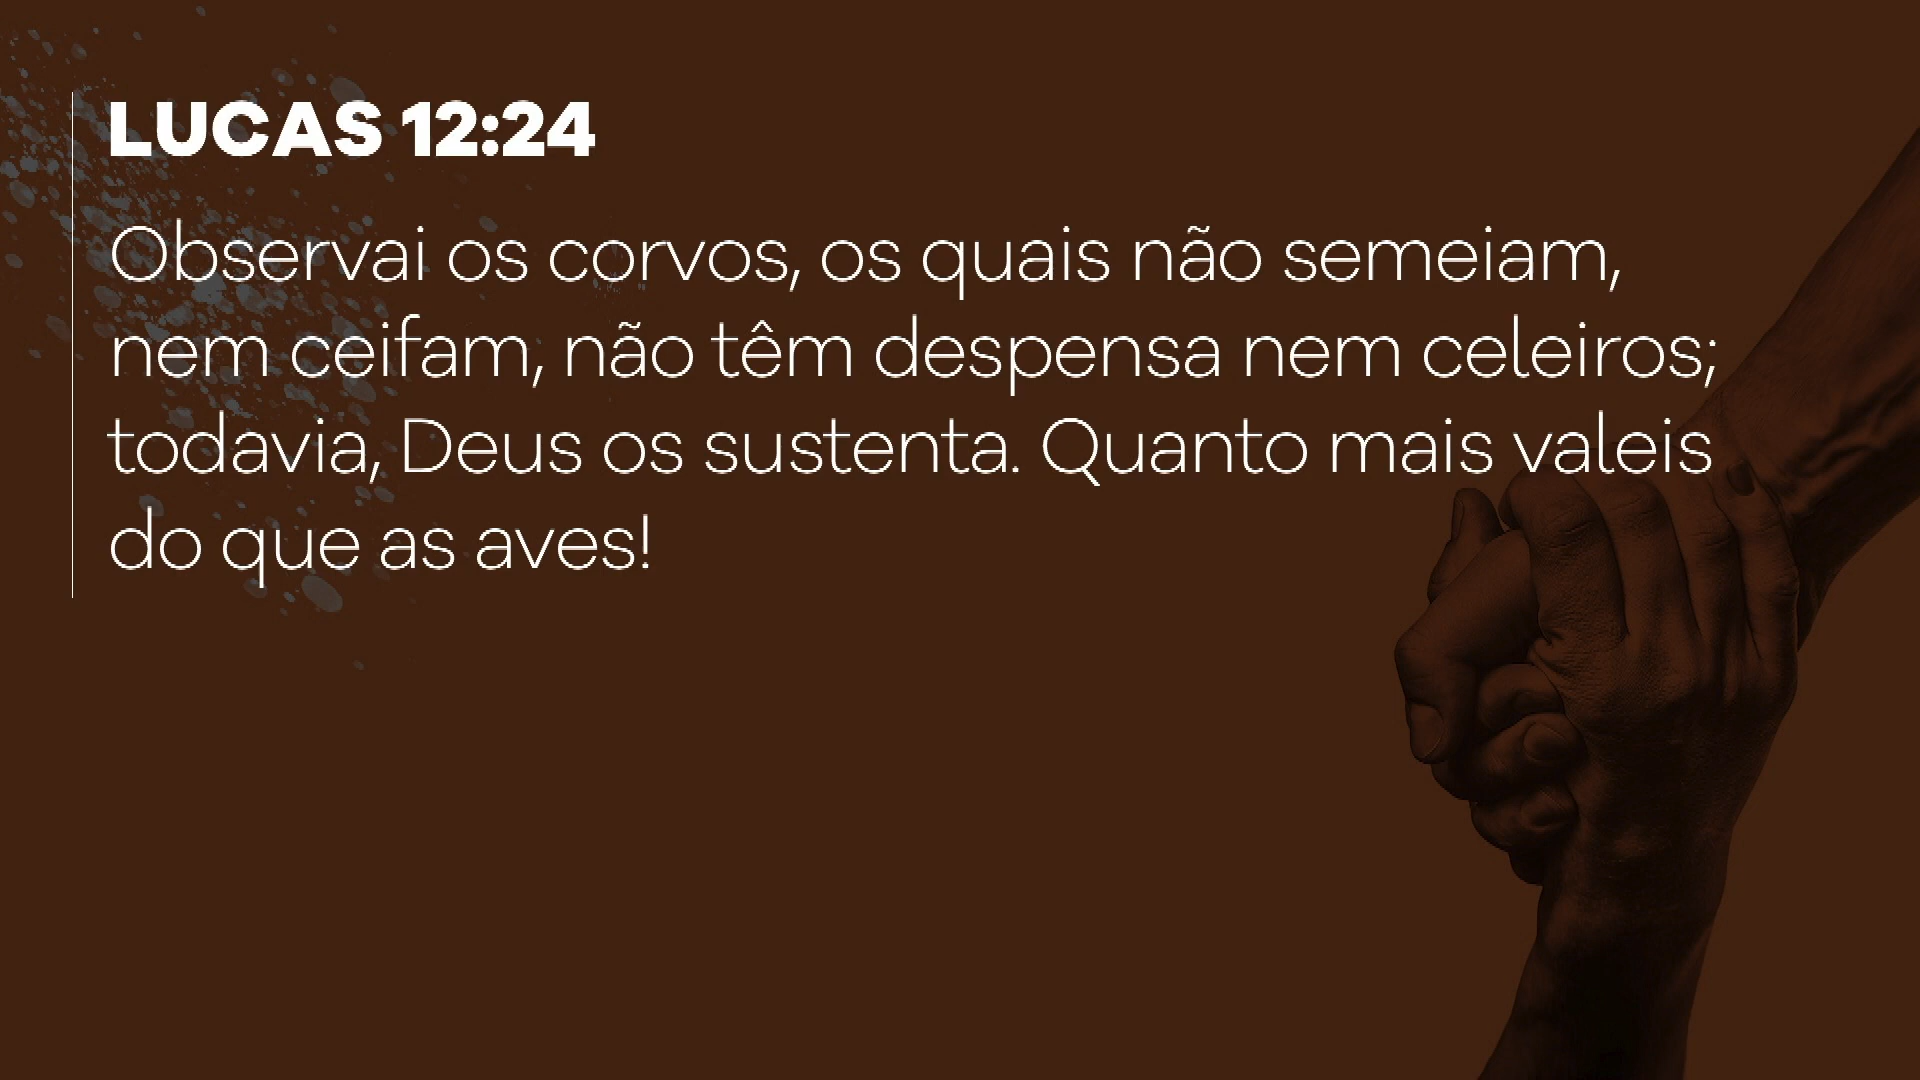 LUCAS 12:24
Observai os corvos, os quais não semeiam,
nem ceifam, não têm despensa nem celeiros;
todavia, Deus os sustenta. Quanto mais valeis
do que as aves!